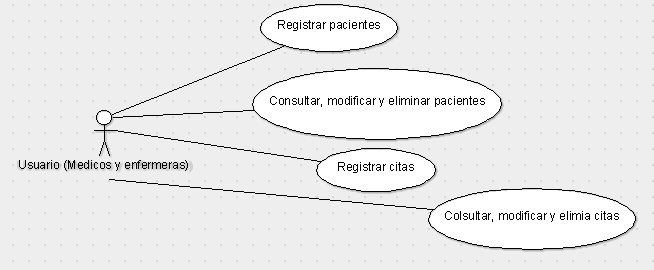 Registrar pacientes
Consultar, modificar y eliminar pacientes
Usuario (Medicos y enfermeras)
Registrar citas
Colsultar, modificar y elimia citas